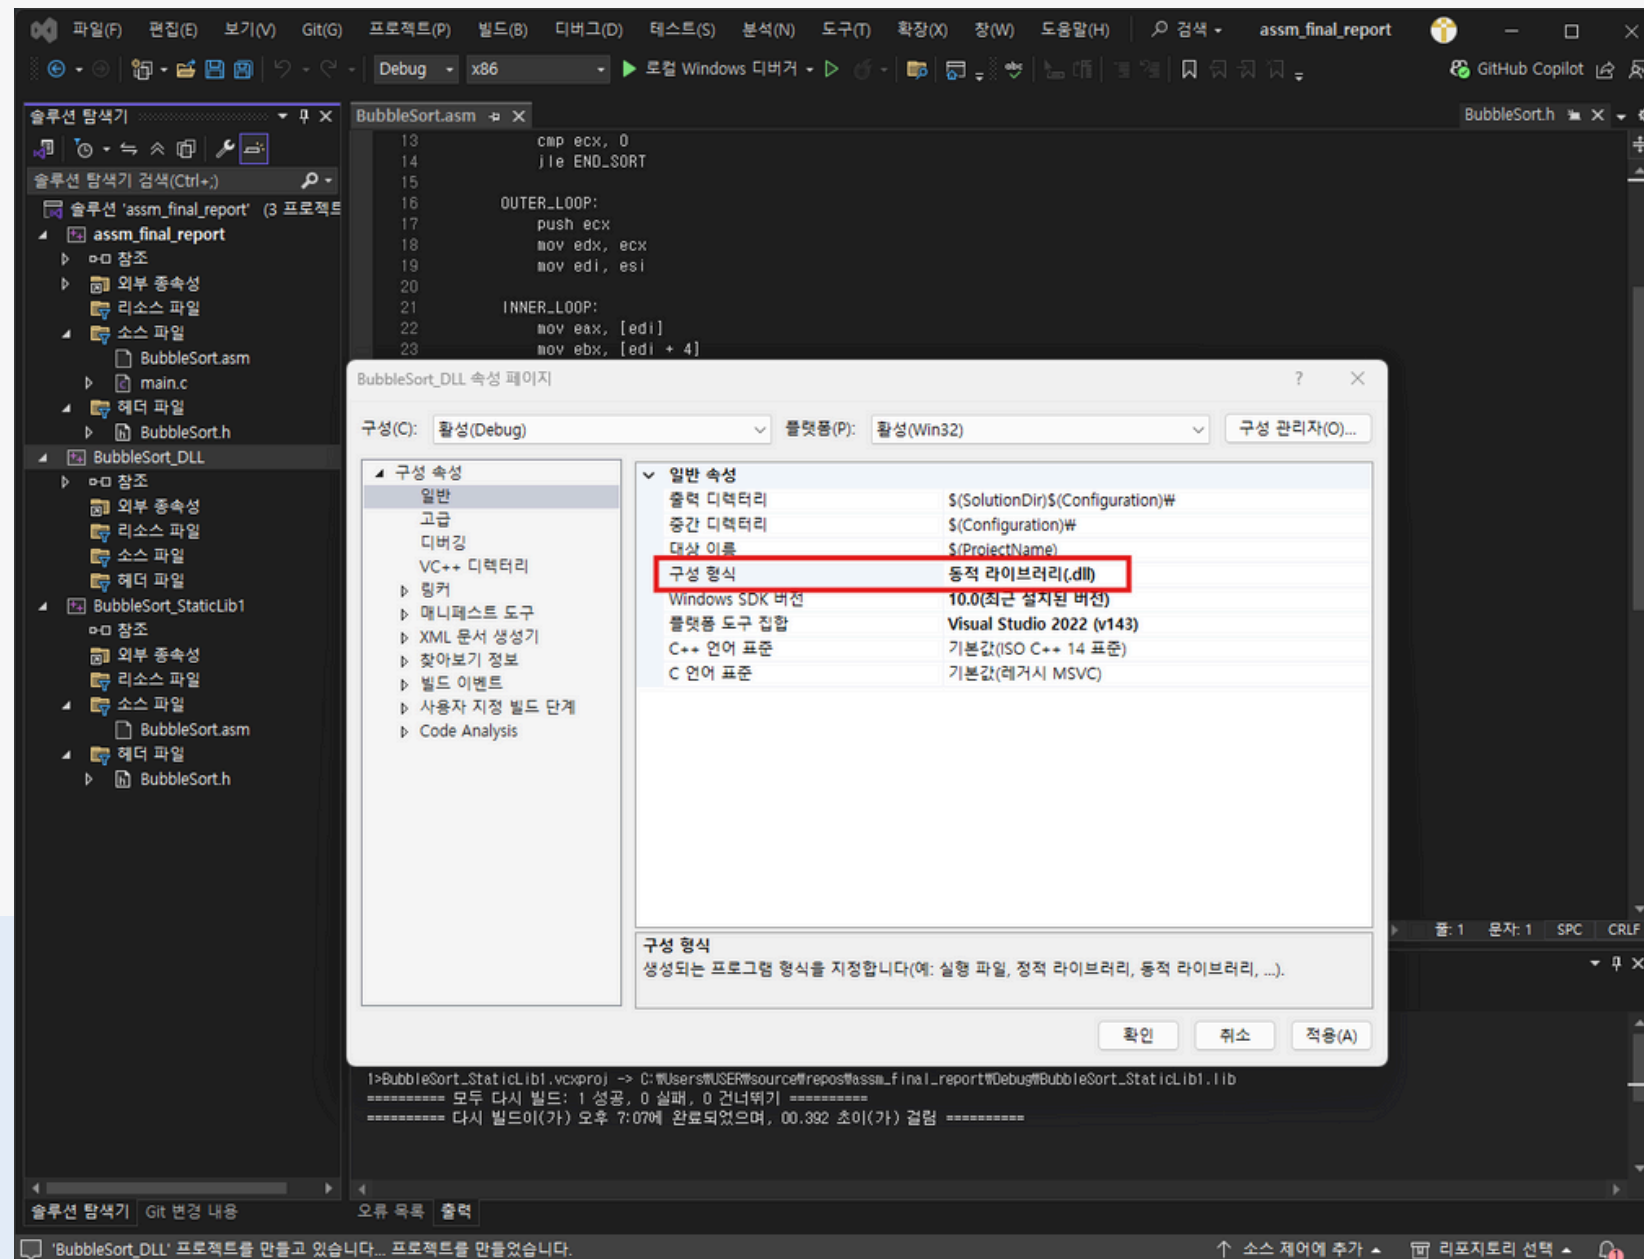 파일(F) 편집(E) 보기(V) Git(G) 프로젝트(P) 빌드(B) 디버그(D) 테스트(S) 분석(N) 도구(T) 확장(X) 창(W) 도움말(H) 검색 assm_final_report
Debug x86 로컬 Windows 디버거 GitHub Copilot
솔루션 탐색기
BubbleSort.asm
BubbleSort.h
솔루션 탐색기 검색(Ctrl+;)
솔루션 'assm_final_report' (3 프로젝트
assm_final_report
참조
외부 종속성
리소스 파일
소스 파일
BubbleSort.asm
main.c
헤더 파일
BubbleSort.h
BubbleSort_DLL
참조
외부 종속성
리소스 파일
소스 파일
헤더 파일
BubbleSort_StaticLib1
참조
외부 종속성
리소스 파일
소스 파일
BubbleSort.asm
헤더 파일
BubbleSort.h
13 cmp ecx, 0
14 jle END_SORT
15
16 OUTER_LOOP:
17 push ecx
18 mov edx, ecx
19 mov edi, esi
20
21 INNER_LOOP:
22 mov eax, [edi]
23 mov ebx, [edi + 4]
BubbleSort_DLL 속성 페이지 ?
구성(C): 활성(Debug) 플랫폼(P): 활성(Win32) 구성 관리자(O)...
구성 속성
일반
고급
디버깅
VC++ 디렉터리
링커
매니페스트 도구
XML 문서 생성기
찾아보기 정보
빌드 이벤트
사용자 지정 빌드 단계
Code Analysis
일반 속성
출력 디렉터리 $(SolutionDir)$(Configuration)₩
중간 디렉터리 $(Configuration)₩
대상 이름 $(ProjectName)
구성 형식 동적 라이브러리(.dll)
Windows SDK 버전 10.0(최근 설치된 버전)
플랫폼 도구 집합 Visual Studio 2022 (v143)
C++ 언어 표준 기본값(ISO C++ 14 표준)
C 언어 표준 기본값(레거시 MSVC)
구성 형식
생성되는 프로그램 형식을 지정합니다(예: 실행 파일, 정적 라이브러리, 동적 라이브러리, ...).
확인 취소 적용(A)
줄: 1 문자: 1 SPC CRLF
1>BubbleSort_StaticLib1.vcxproj -> C:₩Users₩USER₩source₩repos₩assm_final_report₩Debug₩BubbleSort_StaticLib1.lib
========== 모두 다시 빌드: 1 성공, 0 실패, 0 건너뛰기 ==========
========== 다시 빌드이(가) 오후 7:07에 완료되었으며, 00.392 초이(가) 걸림 ==========
솔루션 탐색기 Git 변경 내용 오류 목록 출력
'BubbleSort_DLL' 프로젝트를 만들고 있습니다... 프로젝트를 만들었습니다. 소스 제어에 추가 리포지토리 선택 1